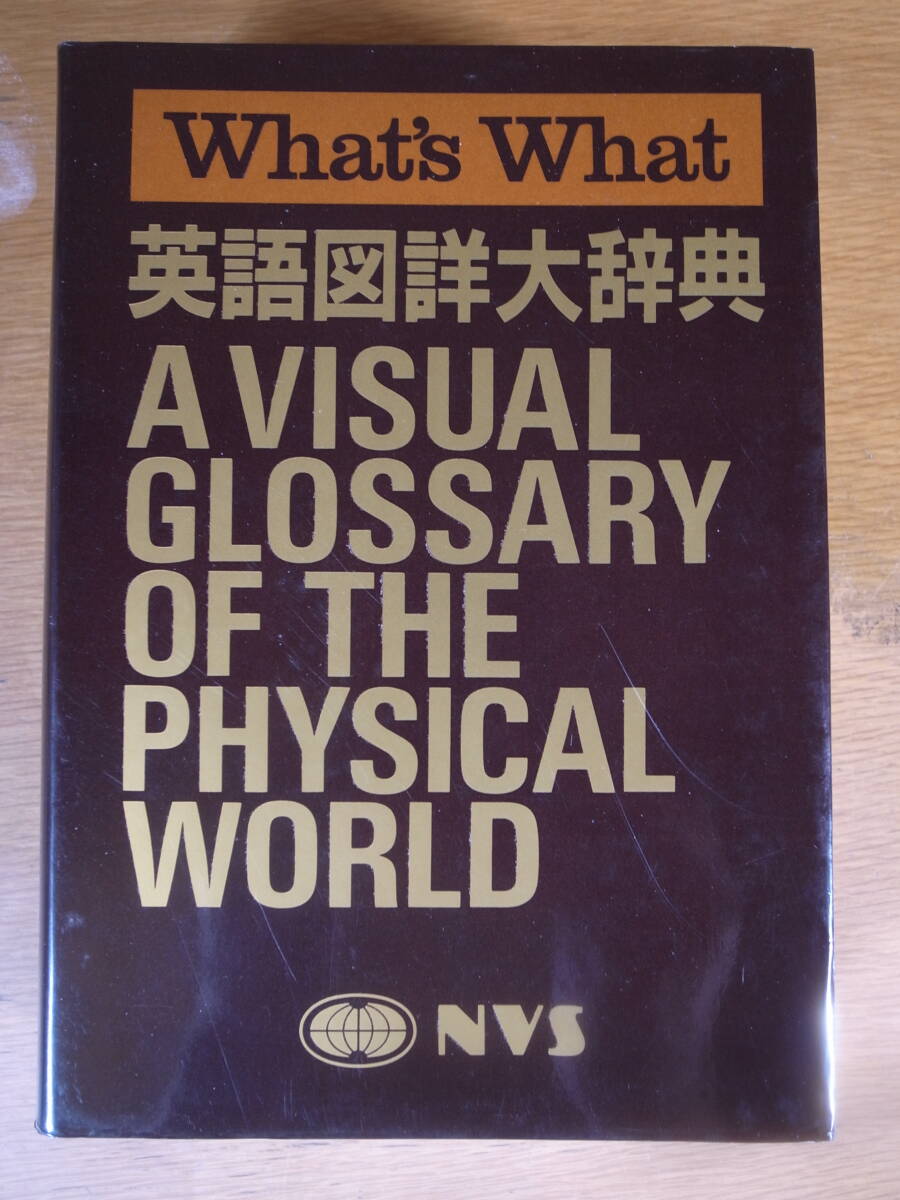 What's What
英語図詳大辞典
A VISUAL
GLOSSARY
OF THE
PHYSICAL
WORLD
NVS